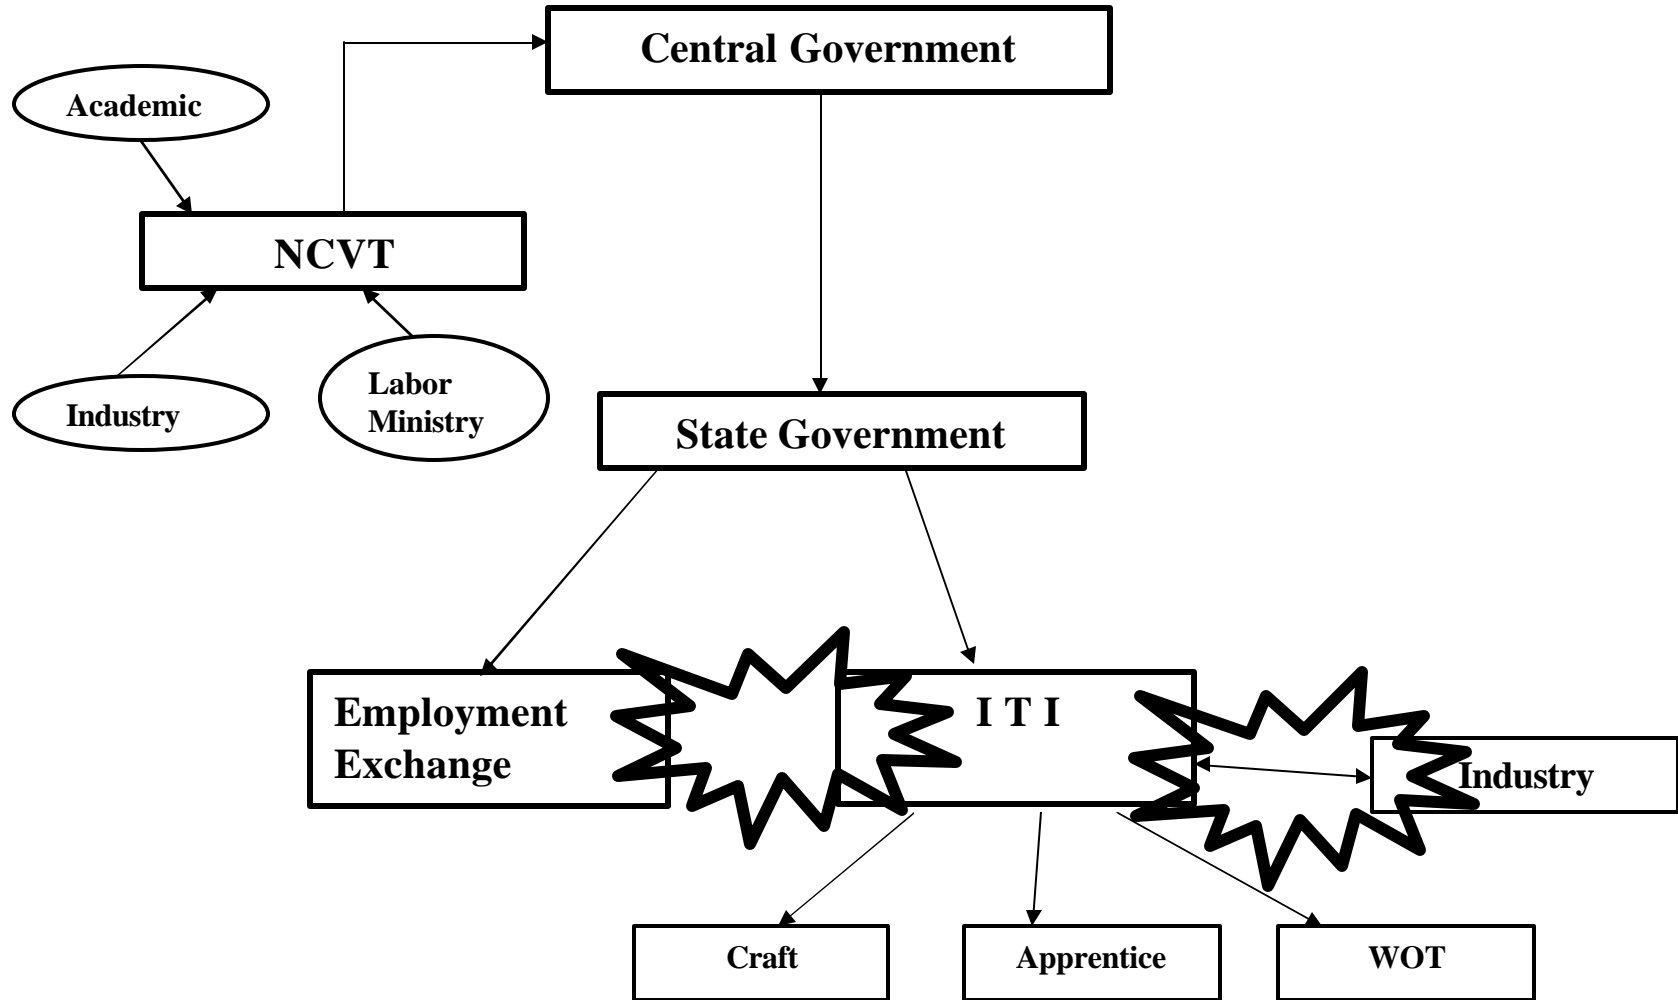 Central Government
Academic
NCVT
Labor
Ministry
Industry
State Government
Employment
Exchange
I T I
Industry
Craft
Apprentice
WOT